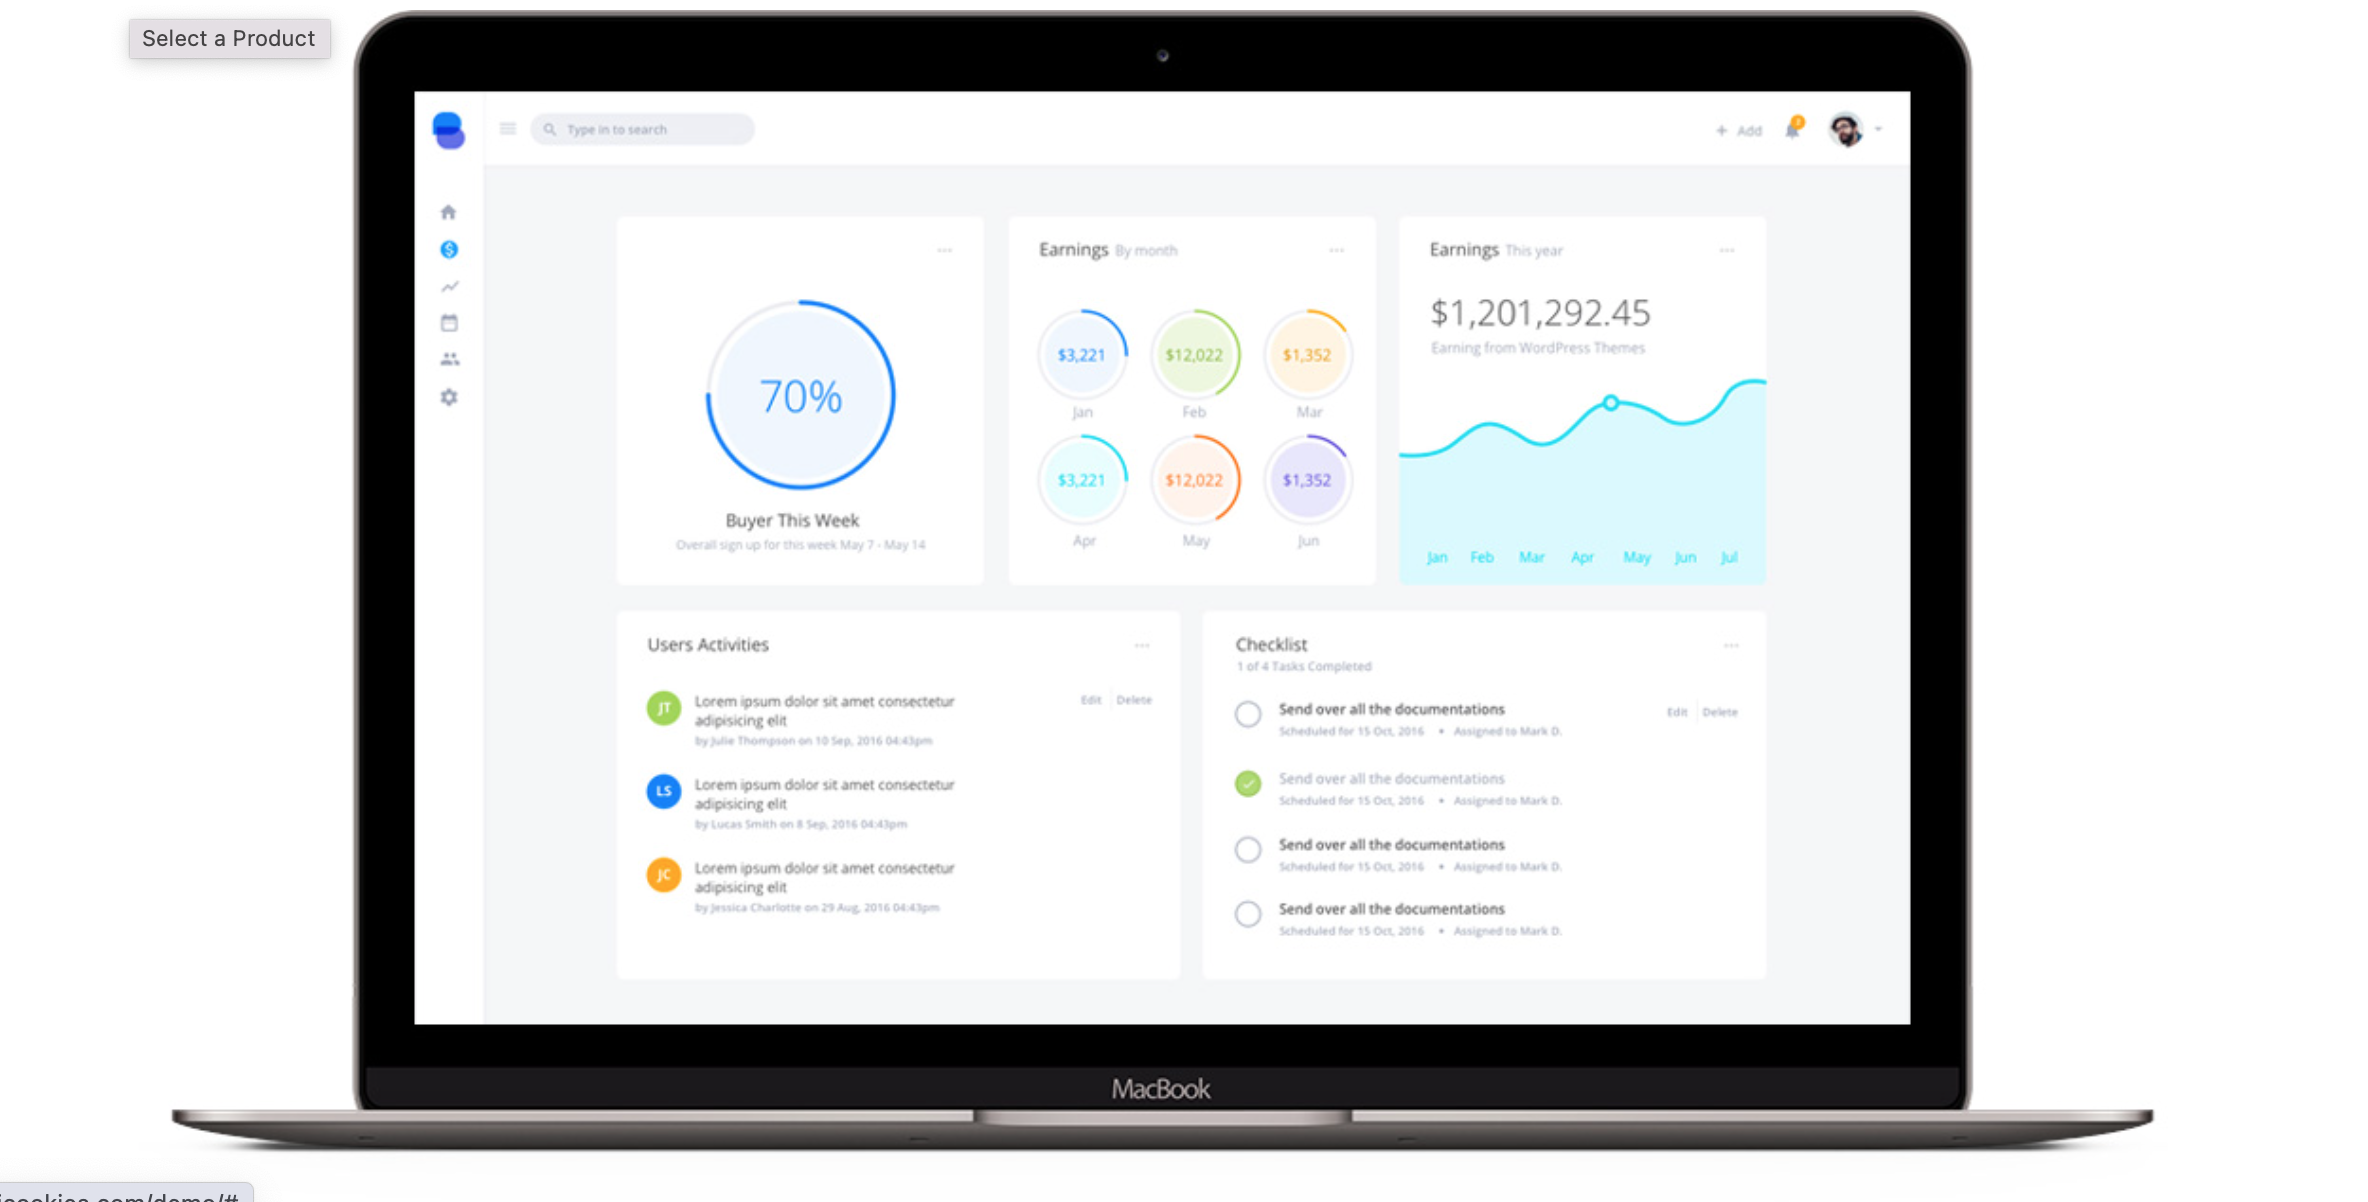 Select a Product
Type in to search
+ Add
70%
Buyer This Week
Overall sign up for this week May 7 - May 14
Earnings By month
$3,221
$12,022
$1,352
Jan
Feb
Mar
$3,221
$12,022
$1,352
Apr
May
Jun
Earnings This year
$1,201,292.45
Earning from WordPress Themes
Jan Feb Mar Apr May Jun Jul
Users Activities
JT
Lorem ipsum dolor sit amet consectetur
adipisicing elit
by Julie Thompson on 10 Sep, 2016 04:43pm
Edit Delete
LS
Lorem ipsum dolor sit amet consectetur
adipisicing elit
by Lucas Smith on 8 Sep, 2016 04:43pm
JC
Lorem ipsum dolor sit amet consectetur
adipisicing elit
by Jessica Charlotte on 29 Aug, 2016 04:43pm
Checklist
1 of 4 Tasks Completed
Send over all the documentations
Scheduled for 15 Oct, 2016 • Assigned to Mark D.
Edit Delete
Send over all the documentations
Scheduled for 15 Oct, 2016 • Assigned to Mark D.
Send over all the documentations
Scheduled for 15 Oct, 2016 • Assigned to Mark D.
Send over all the documentations
Scheduled for 15 Oct, 2016 • Assigned to Mark D.
MacBook